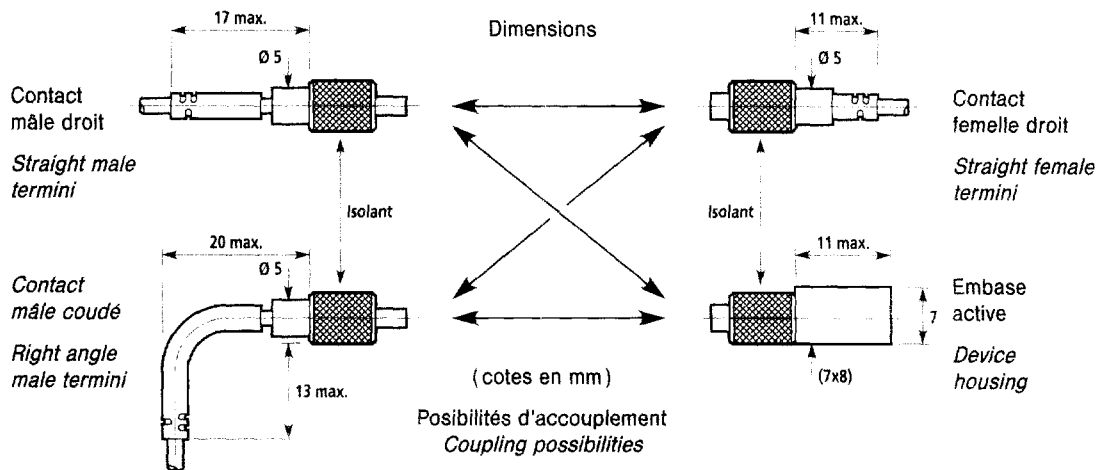 17 max.
Dimensions
11 max.
Ø 5
Ø 5
Contact
mâle droit
Contact
femelle droit
Straight male
termini
Straight female
termini
Isolant
Isolant
20 max.
11 max.
Ø 5
Contact
mâle coudé
Embase
active
7
Right angle
male termini
Device
housing
13 max.
(cotes en mm)
(7x8)
Posibilités d'accouplement
Coupling possibilities